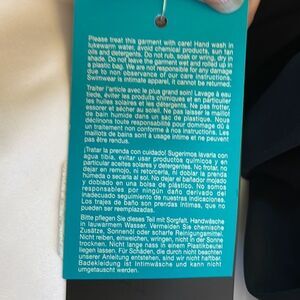 Please treat this garment with care! Hand wash in
lukewarm water, avoid chemical products, sun tan
oils and detergents. Do not rub, soak or wring, dry in
shade. Do not leave the garment wet and rolled up in
a plastic bag. We are not responsible for any damage
due to non observance of our care instructions.
Swimwear is intimate apparel, it cannot be returned.
Traiter l'article avec le plus grand soin! Lavage à eau
tiède, évitez les produits chimiques et en particulier
les huiles solaires et les détergents. Ne pas frotter,
essorer et sécher au soleil. Ne pas laisser le maillot
de bain humide dans un sac de plastique. Nous
déclinons toute responsabilité pour dommage dû à
un traitement non conforme à nos instructions. Les
maillots de bains sont à usage intime et ne peuvent
pas être rendus.
¡Tratar la prenda con cuidado! Sugerimos lavarla con
agua tibia, evitar usar productos químicos y en
particular aceites solares y detergentes. No frotar, no
dejar en remojo, ni retorcerla, ni doblar la prenda
húmeda o secarla al sol. No dejar el bañador mojado
y doblado en una bolsa de plástico. No somos
responsables por ningún daño derivado del
inadecuado seguimiento de nuestras indicaciones.
Los trajes de baño son prendas íntimas, que no
pueden ser reemplazadas.
Bitte pflegen Sie dieses Teil mit Sorgfalt. Handwäsche
in lauwarmem Wasser. Vermeiden Sie chemische
Zusätze, Sonnenöl oder scharfe Reinigungsmittel.
Nicht reiben, einweichen, wringen, nicht in der Sonne
trocknen. Nicht lange nass in einem Plastikbeutel
liegen lassen. Für Schäden, die durch nicht beachten
unserer Anleitung entstehen, sind wir nicht haftbar.
Badekleidung ist Intimwäsche und kann nicht
umgetauscht werden.